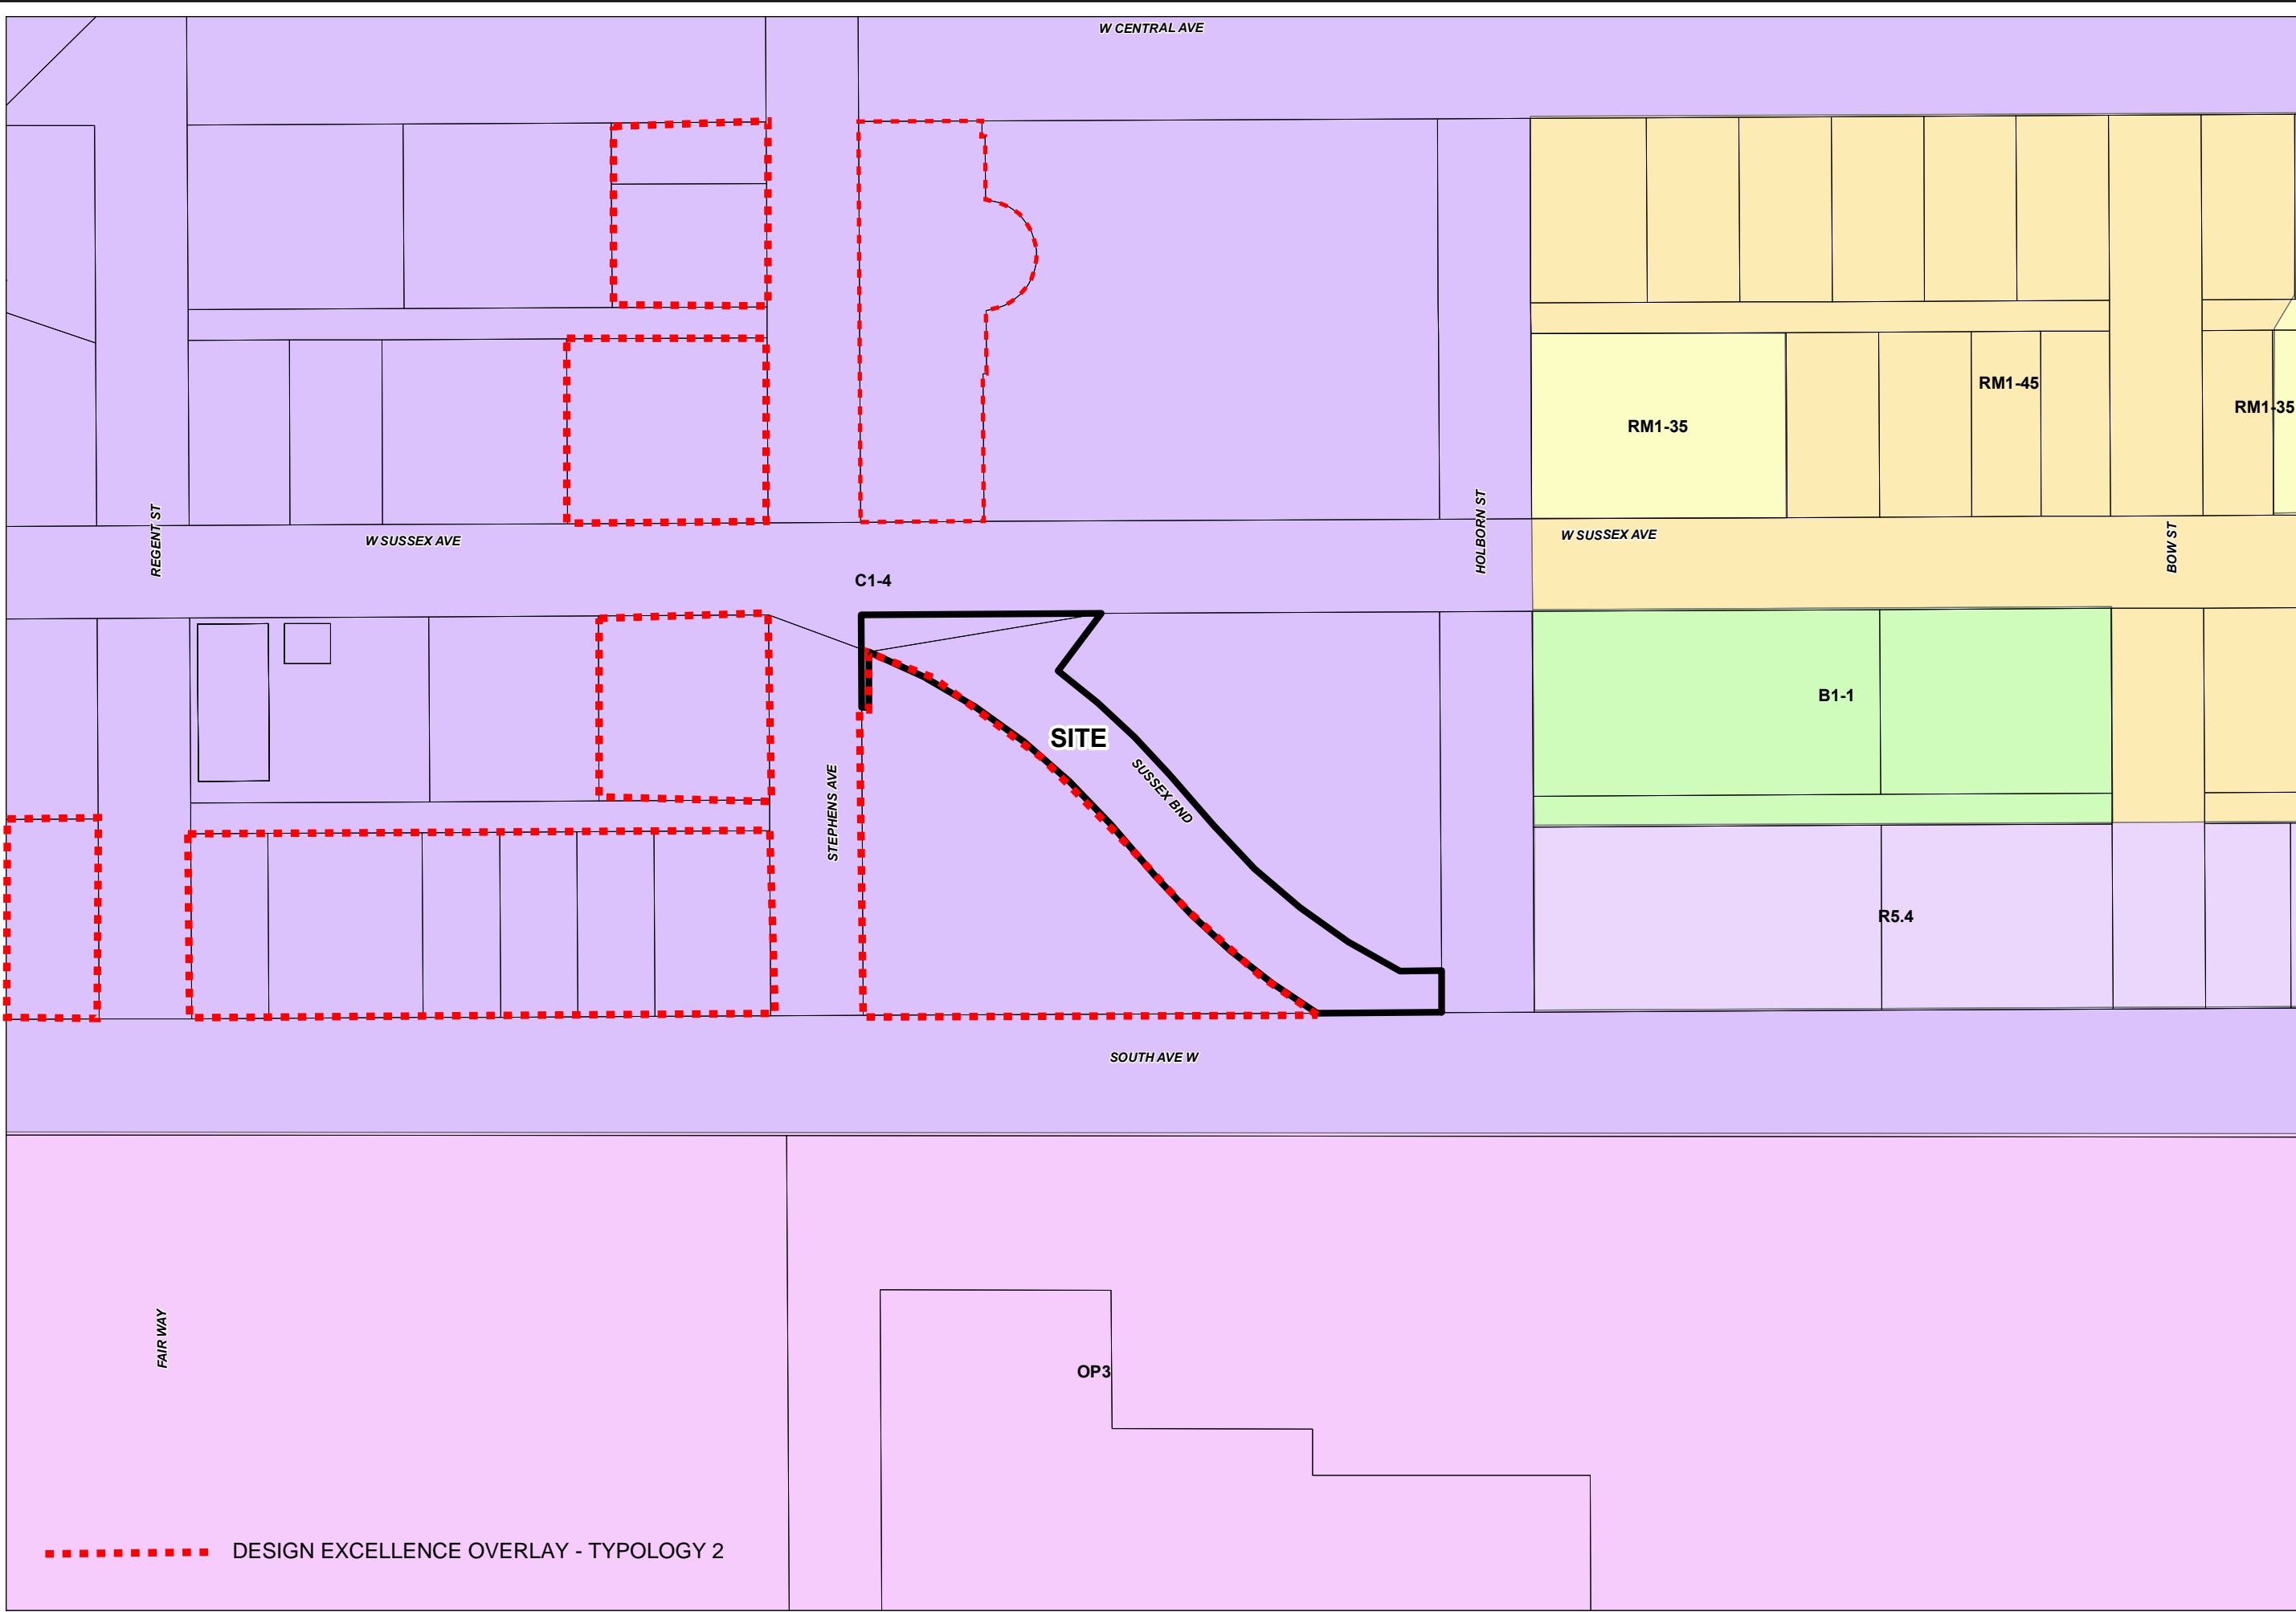 W CENTRAL AVE
RM1-45
RM1-35
RM1-35
REGENT ST
W SUSSEX AVE
HOLBORN ST
W SUSSEX AVE
BOW ST
C1-4
B1-1
SITE
SUSSEX BND
STEPHENS AVE
R5.4
SOUTH AVE W
FAIR WAY
OP3
DESIGN EXCELLENCE OVERLAY - TYPOLOGY 2